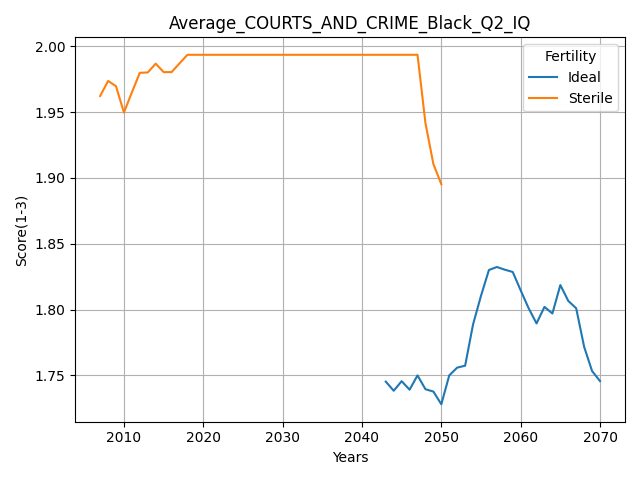 Average_COURTS_AND_CRIME_Black_Q2_IQ
Fertility
Ideal
Sterile
Score(1-3)
2.00
1.95
1.90
1.85
1.80
1.75
2010 2020 2030 2040 2050 2060 2070
Years